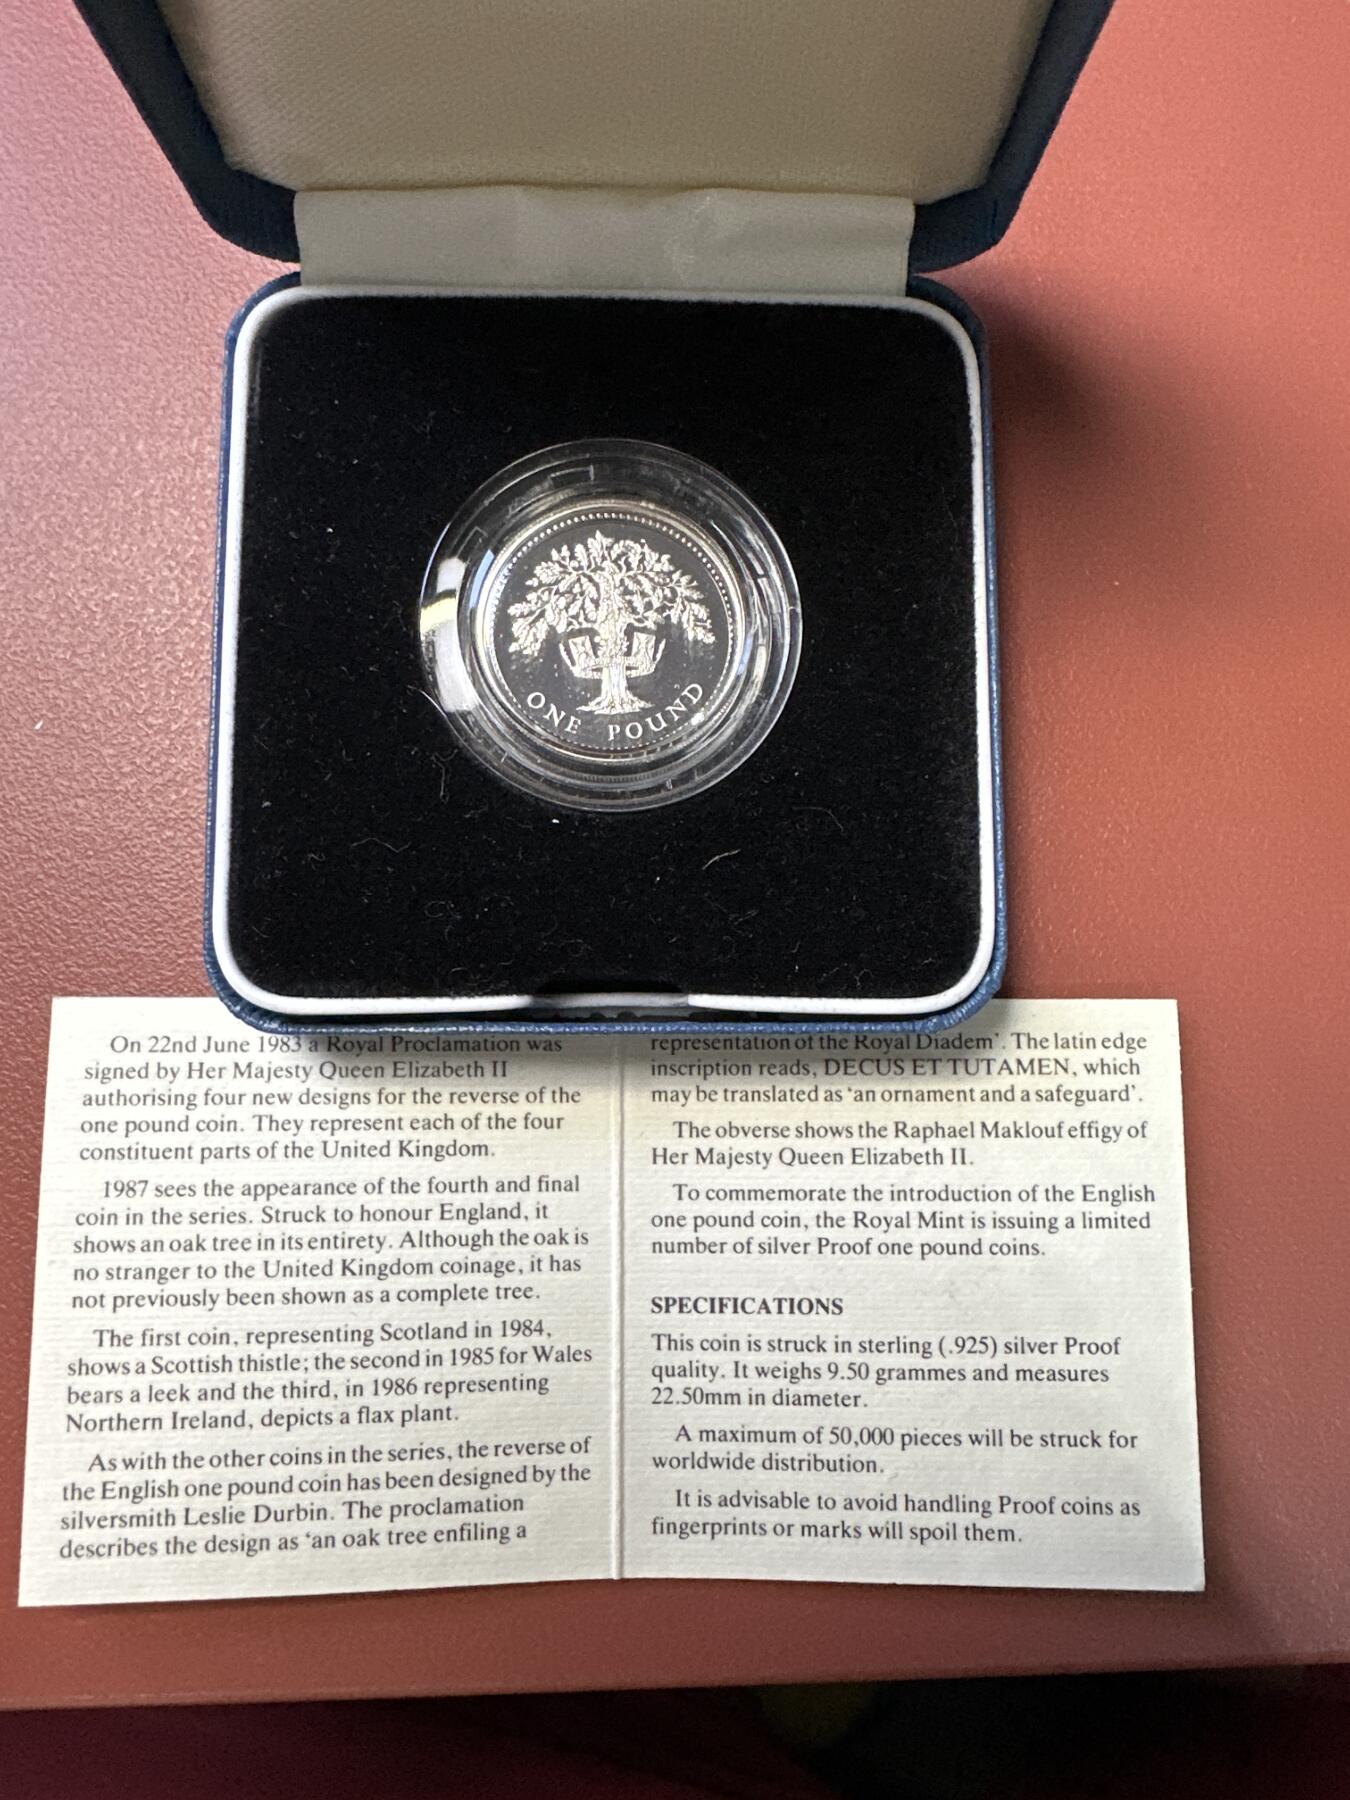 ONE POUND
On 22nd June 1983 a Royal Proclamation was
signed by Her Majesty Queen Elizabeth II
authorising four new designs for the reverse of the
one pound coin. They represent each of the four
constituent parts of the United Kingdom.
1987 sees the appearance of the fourth and final
coin in the series. Struck to honour England, it
shows an oak tree in its entirety. Although the oak is
no stranger to the United Kingdom coinage, it has
not previously been shown as a complete tree.
The first coin, representing Scotland in 1984,
shows a Scottish thistle; the second in 1985 for Wales
bears a leek and the third, in 1986 representing
Northern Ireland, depicts a flax plant.
As with the other coins in the series, the reverse of
the English one pound coin has been designed by the
silversmith Leslie Durbin. The proclamation
describes the design as ‘an oak tree enfiling a
representation of the Royal Diadem’. The latin edge
inscription reads, DECUS ET TUTAMEN, which
may be translated as ‘an ornament and a safeguard’.
The obverse shows the Raphael Maklouf effigy of
Her Majesty Queen Elizabeth II.
To commemorate the introduction of the English
one pound coin, the Royal Mint is issuing a limited
number of silver Proof one pound coins.
SPECIFICATIONS
This coin is struck in sterling (.925) silver Proof
quality. It weighs 9.50 grammes and measures
22.50mm in diameter.
A maximum of 50,000 pieces will be struck for
worldwide distribution.
It is advisable to avoid handling Proof coins as
fingerprints or marks will spoil them.